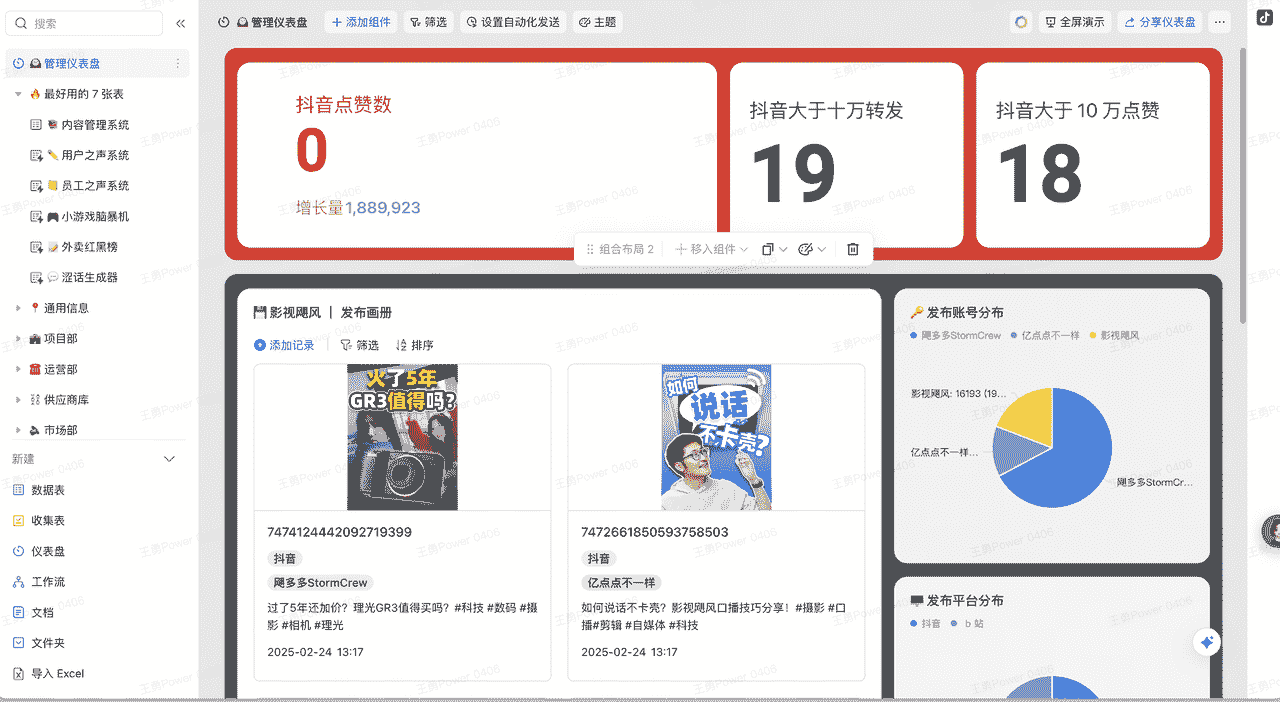 搜索
管理仪表盘
最好用的 7 张表
内容管理系统
用户之声系统
员工之声系统
小游戏脑暴机
外卖红黑榜
涩话生成器
通用信息
项目部
运营部
供应商库
市场部
新建
数据表
收集表
仪表盘
工作流
文档
文件夹
导入 Excel
管理仪表盘
添加组件
筛选
设置自动化发送
主题
全屏演示
分享仪表盘
抖音点赞数
0
增长量1,889,923
抖音大于十万转发
19
抖音大于 10 万点赞
18
组合布局 2
移入组件
影视飓风 | 发布画册
添加记录
筛选
排序
火了5年
GR3值得吗?
7474124442092719399
抖音
飓多多StormCrew
过了5年还加价？理光GR3值得买吗？#科技 #数码 #摄
影 #相机 #理光
2025-02-24 13:17
如何
说话
不卡壳?
7472661850593758503
抖音
亿点点不一样
如何说话不卡壳？影视飓风口播技巧分享！#摄影 #口
播#剪辑 #自媒体 #科技
2025-02-24 13:17
发布账号分布
飓多多StormCrew
亿点点不一样
影视飓风
影视飓风: 16193 (19...
亿点点不一样...
飓多多StormCr...
发布平台分布
抖音
b 站
王勇Power 0406